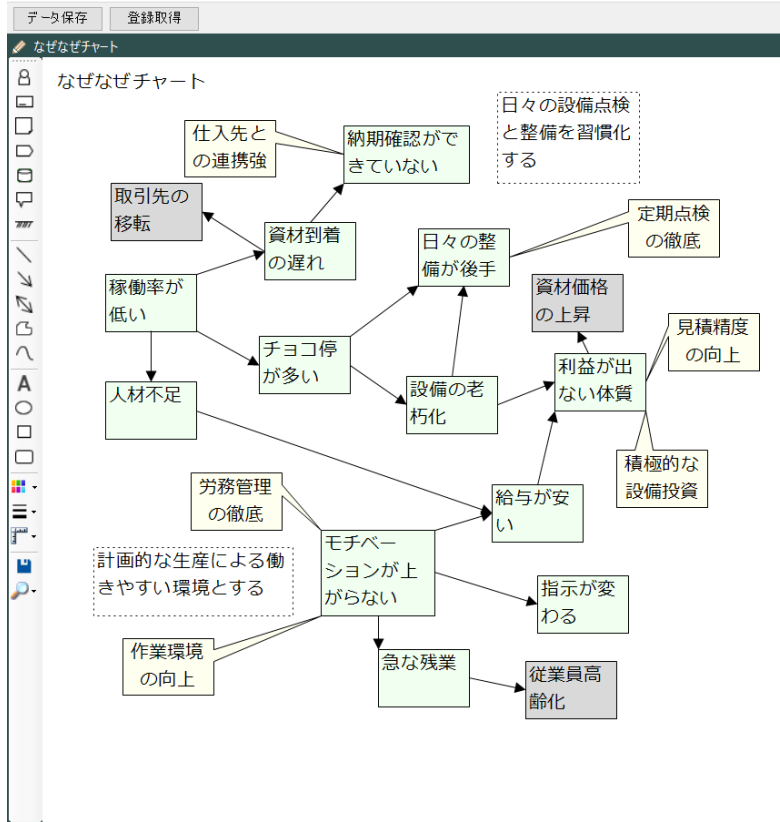 データ保存
登録取得
なぜなぜチャート
なぜなぜチャート
日々の設備点検
と整備を習慣化
する
仕入先と
の連携強
納期確認がで
きていない
取引先の
移転
資材到着
の遅れ
日々の整
備が後手
定期点検
の徹底
稼働率が
低い
資材価格
の上昇
チョコ停
が多い
見積精度
の向上
人材不足
設備の老
朽化
利益が出
ない体質
積極的な
設備投資
労務管理
の徹底
給与が安
い
モチベー
ションが上
がらない
計画的な生産による働
きやすい環境とする
指示が変
わる
作業環境
の向上
急な残業
従業員高
齢化
A